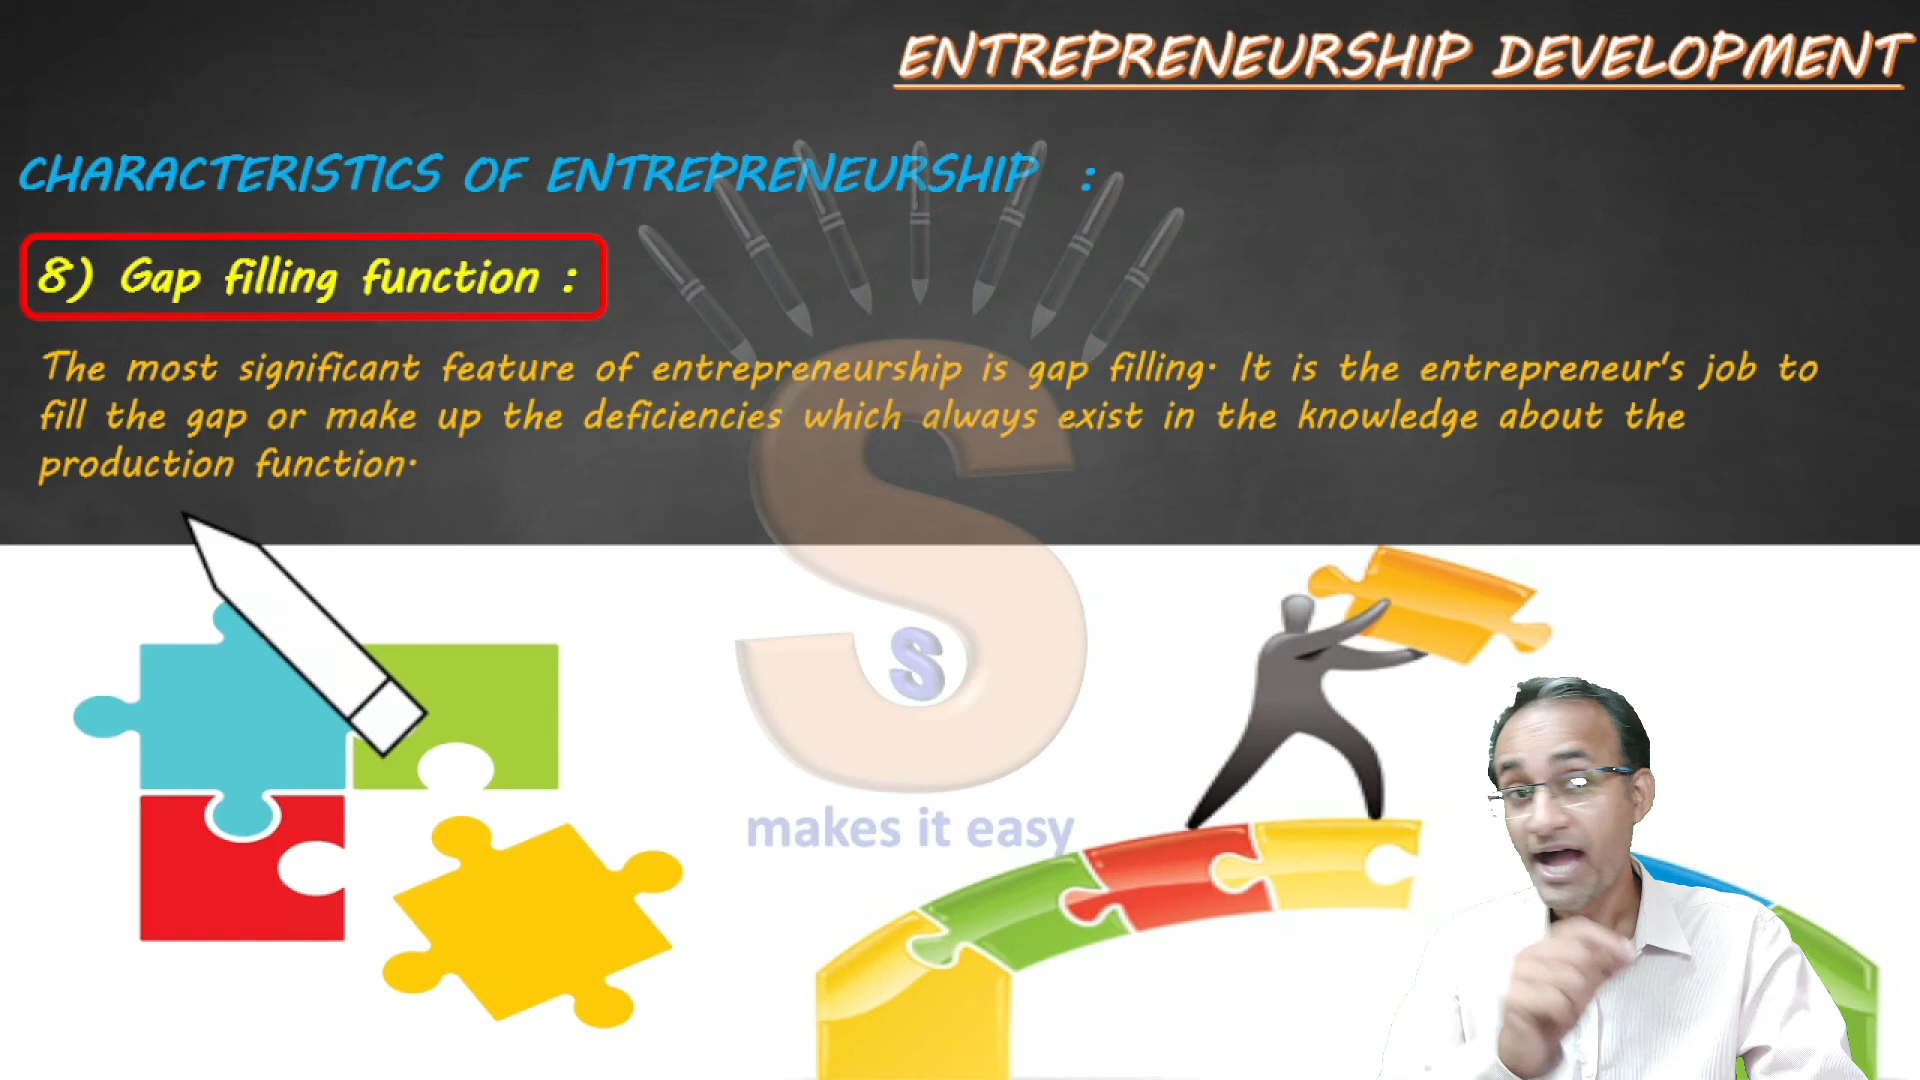 ENTREPRENEURSHIP DEVELOPMENT
CHARACTERISTICS OF ENTREPRENEURSHIP :
8) Gap filling function :
The most significant feature of entrepreneurship is gap filling. It is the entrepreneur's job to
fill the gap or make up the deficiencies which always exist in the knowledge about the
production function.
S
S
makes it easy